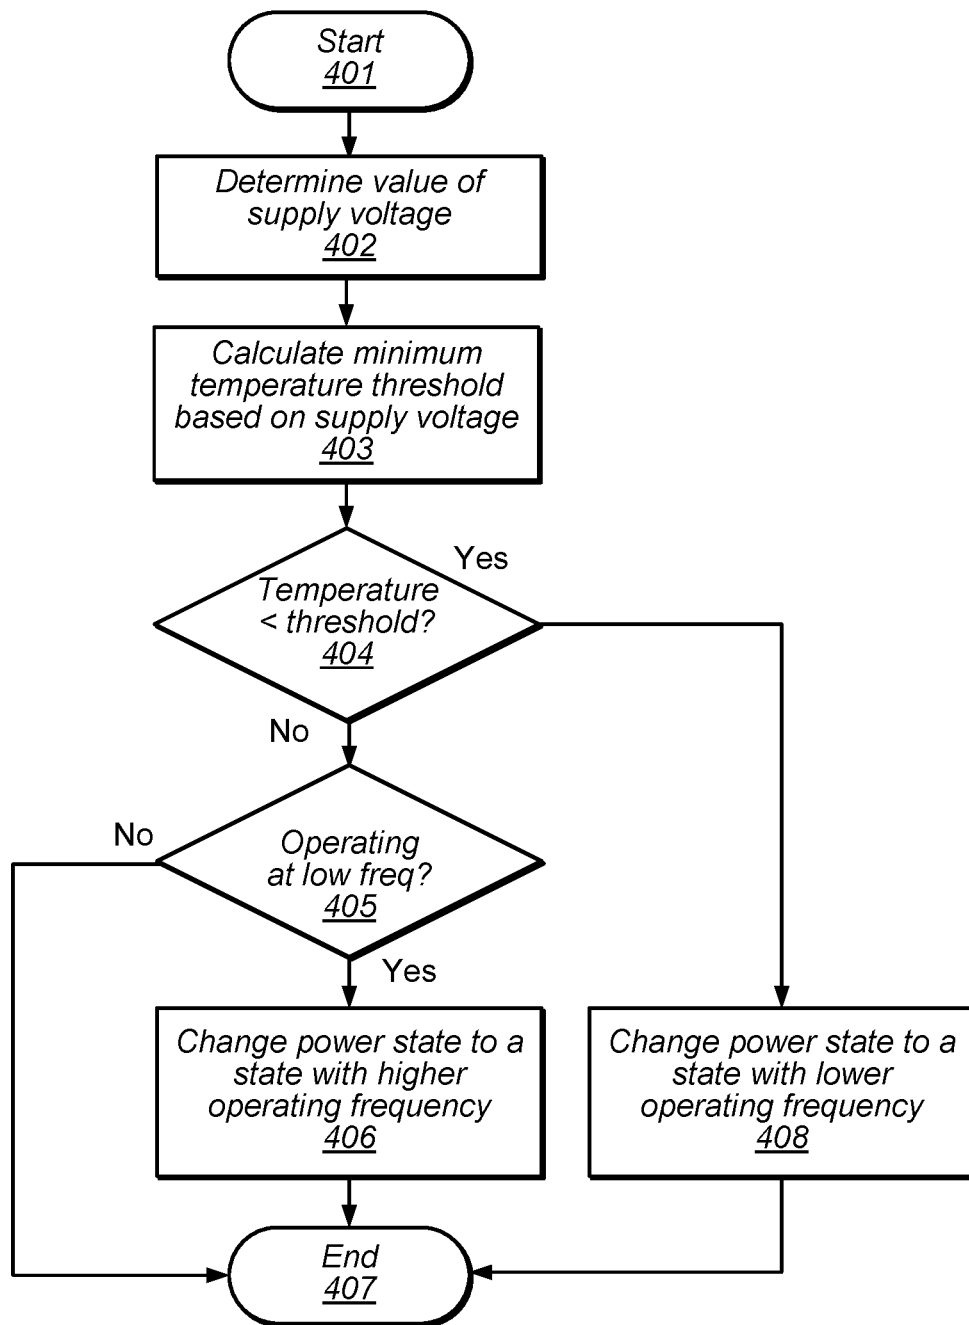 Start
401
Determine value of
supply voltage
402
Calculate minimum
temperature threshold
based on supply voltage
403
Yes
Temperature
< threshold?
404
No
No
Operating
at low freq?
405
Yes
Change power state to a
state with higher
operating frequency
406
Change power state to a
state with lower
operating frequency
408
End
407